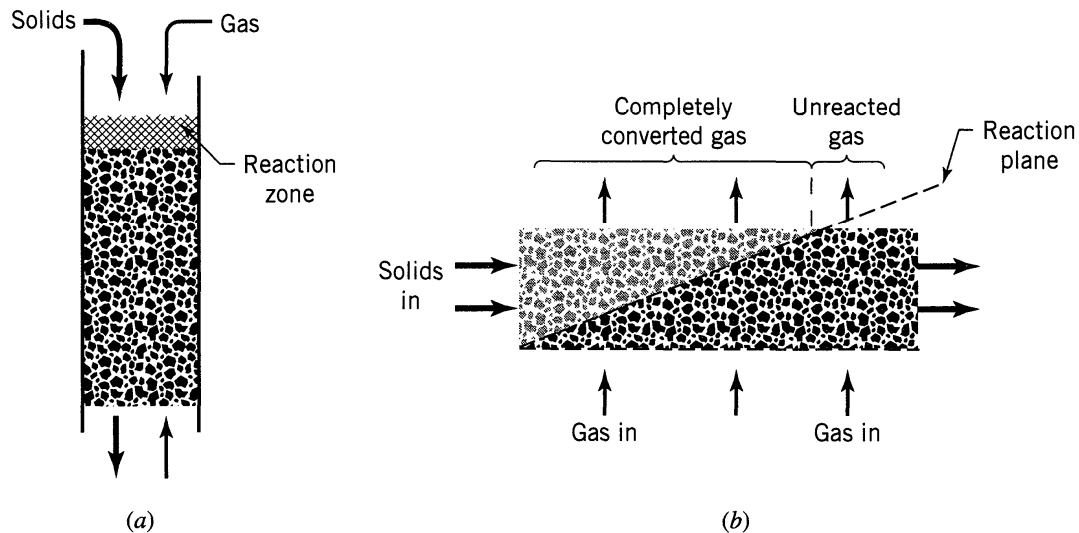 Solids
Gas
Reaction
zone
(a)
Completely
converted gas
Unreacted
gas
Reaction
plane
Solids
in
Gas in
Gas in
(b)